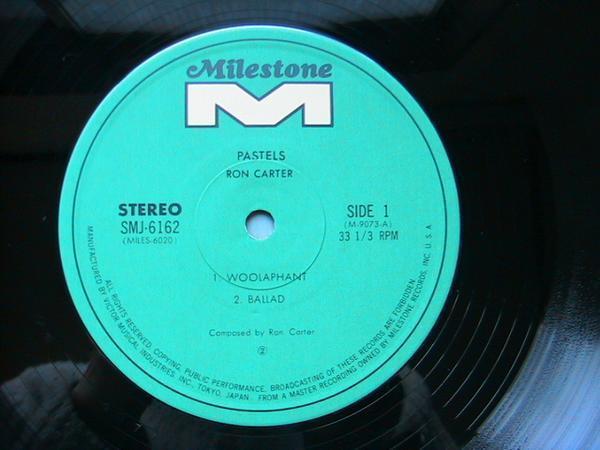 Milestone
M
PASTELS
RON CARTER
STEREO
SMJ-6162
(MILES-6020)
SIDE 1
(M-9073-A)
33 1/3 RPM
1. WOOLAPHANT
2. BALLAD
Composed by Ron Carter
②
ALL RIGHTS RESERVED. COPYING, PUBLIC PERFORMANCE, BROADCASTING OF THESE RECORDS ARE FORBIDDEN.
MANUFACTURED BY VICTOR MUSICAL INDUSTRIES, INC., TOKYO, JAPAN. FROM A MASTER RECORDING OWNED BY MILESTONE RECORDS, INC. U.S.A.